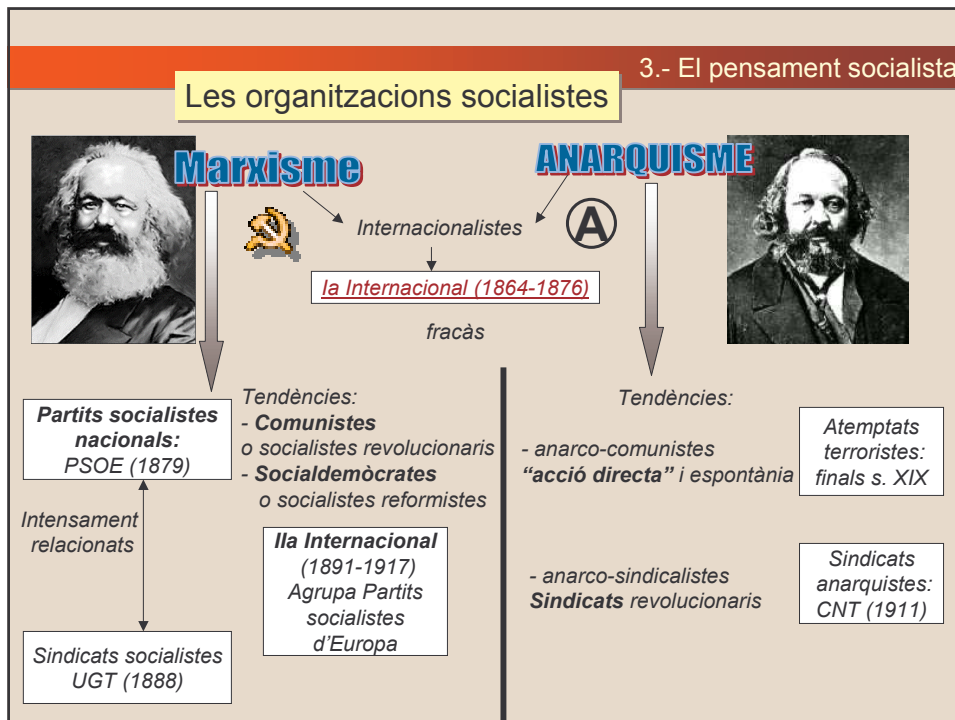 3.- El pensament socialista
Les organitzacions socialistes
Marxisme
ANARQUISME
Internacionalistes
A
Ia Internacional (1864-1876)
fracàs
Partits socialistes
nacionals:
PSOE (1879)
Intensament
relacionats
Sindicats socialistes
UGT (1888)
Tendències:
- Comunistes
o socialistes revolucionaris
- Socialdemòcrates
o socialistes reformistes
IIa Internacional
(1891-1917)
Agrupa Partits
socialistes
d’Europa
Tendències:
- anarco-comunistes
“acció directa” i espontània
Atemptats
terroristes:
finals s. XIX
- anarco-sindicalistes
Sindicats revolucionaris
Sindicats
anarquistes:
CNT (1911)